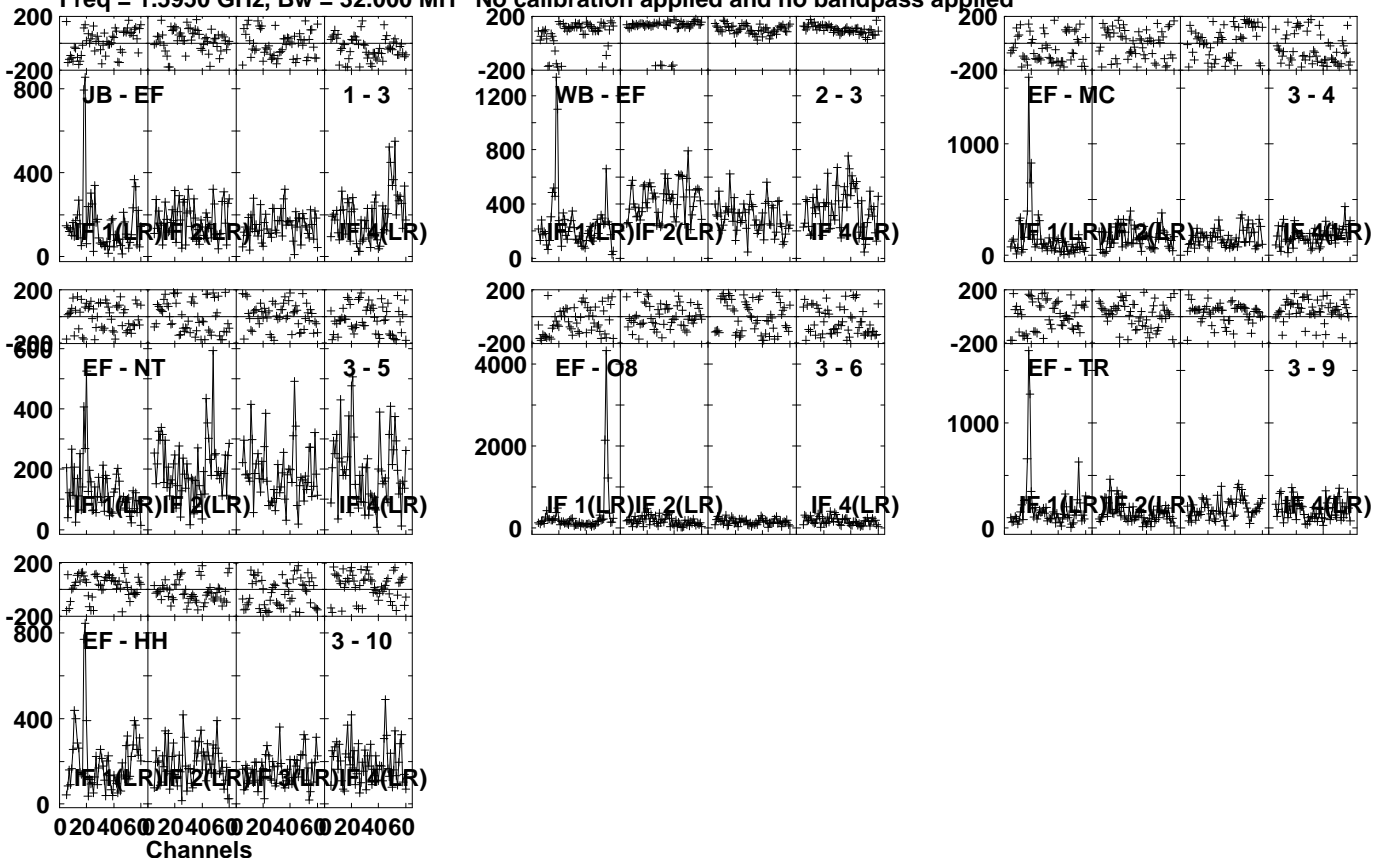 Freq = 1.5950 GHz, Bw = 32.000 MH No calibration applied and no bandpass applied
200
-200
800
400
0
JB - EF 1 - 3
IF 1(LR) IF 2(LR) IF 4(LR)
200
-200
1200
800
400
0
WB - EF 2 - 3
IF 1(LR) IF 2(LR) IF 4(LR)
200
-200
1000
0
EF - MC 3 - 4
IF 1(LR) IF 2(LR) IF 4(LR)
200
-200
600
400
200
0
EF - NT 3 - 5
IF 1(LR) IF 2(LR) IF 4(LR)
200
-200
4000
2000
0
EF - O8 3 - 6
IF 1(LR) IF 2(LR) IF 4(LR)
200
-200
1000
0
EF - TR 3 - 9
IF 1(LR) IF 2(LR) IF 4(LR)
200
-200
800
400
0
EF - HH 3 - 10
IF 1(LR) IF 2(LR) IF 3(LR) IF 4(LR)
0 20 40 60 0 20 40 60 0 20 40 60 0 20 40 60
Channels